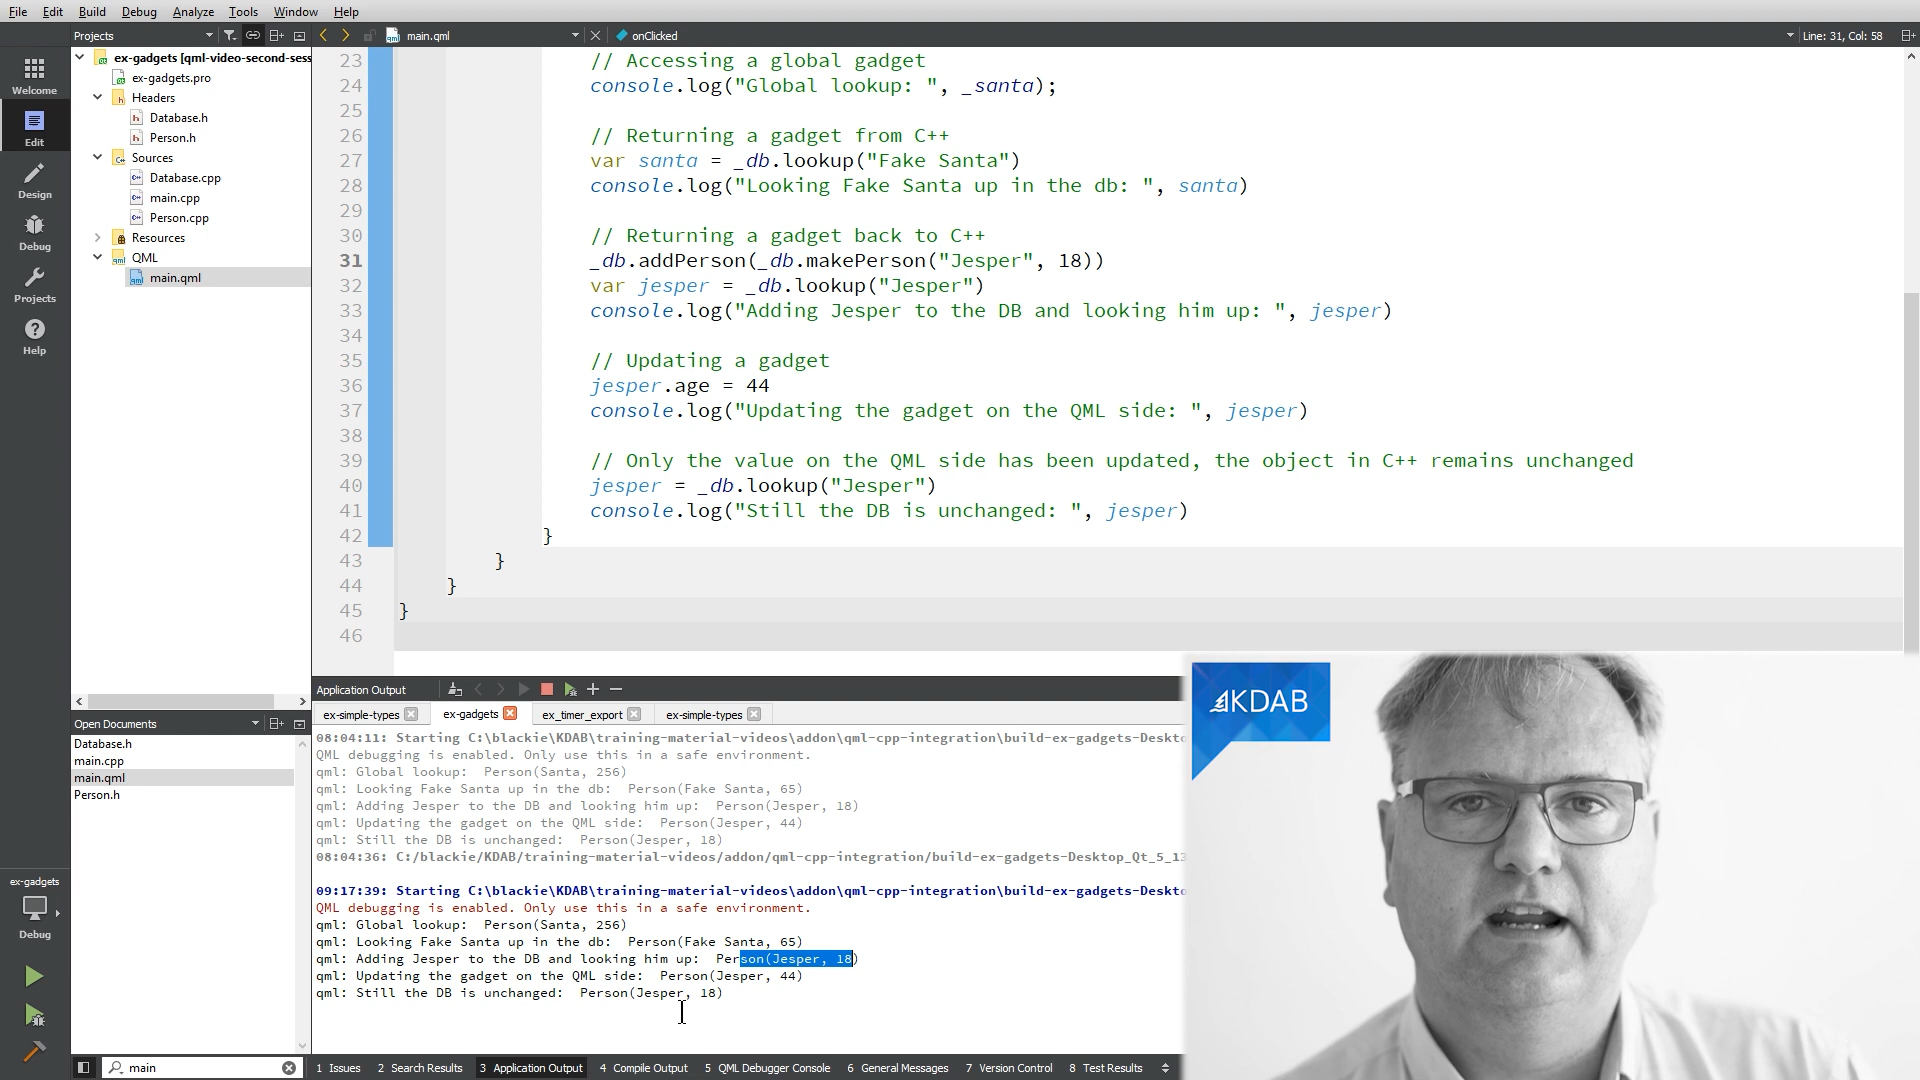 File Edit Build Debug Analyze Tools Window Help
Projects
main.qml
onClicked
Line: 31, Col: 58
Welcome
Edit
Design
Debug
Projects
Help
ex-gadgets [qml-video-second-sess
ex-gadgets.pro
Headers
Database.h
Person.h
Sources
Database.cpp
main.cpp
Person.cpp
Resources
QML
main.qml
23 // Accessing a global gadget
24 console.log("Global lookup: ", _santa);
25
26 // Returning a gadget from C++
27 var santa = _db.lookup("Fake Santa")
28 console.log("Looking Fake Santa up in the db: ", santa)
29
30 // Returning a gadget back to C++
31 _db.addPerson(_db.makePerson("Jesper", 18))
32 var jesper = _db.lookup("Jesper")
33 console.log("Adding Jesper to the DB and looking him up: ", jesper)
34
35 // Updating a gadget
36 jesper.age = 44
37 console.log("Updating the gadget on the QML side: ", jesper)
38
39 // Only the value on the QML side has been updated, the object in C++ remains unchanged
40 jesper = _db.lookup("Jesper")
41 console.log("Still the DB is unchanged: ", jesper)
42 }
43 }
44 }
45 }
46
Open Documents
Database.h
main.cpp
main.qml
Person.h
Application Output
ex-simple-types ex-gadgets ex_timer_export ex-simple-types
08:04:11: Starting C:\blackie\KDAB\training-material-videos\addon\qml-cpp-integration\build-ex-gadgets-Deskto
QML debugging is enabled. Only use this in a safe environment.
qml: Global lookup:  Person(Santa, 256)
qml: Looking Fake Santa up in the db:  Person(Fake Santa, 65)
qml: Adding Jesper to the DB and looking him up:  Person(Jesper, 18)
qml: Updating the gadget on the QML side:  Person(Jesper, 44)
qml: Still the DB is unchanged:  Person(Jesper, 18)
08:04:36: C:/blackie/KDAB/training-material-videos/addon/qml-cpp-integration/build-ex-gadgets-Desktop_Qt_5_13
09:17:39: Starting C:\blackie\KDAB\training-material-videos\addon\qml-cpp-integration\build-ex-gadgets-Deskto
QML debugging is enabled. Only use this in a safe environment.
qml: Global lookup:  Person(Santa, 256)
qml: Looking Fake Santa up in the db:  Person(Fake Santa, 65)
qml: Adding Jesper to the DB and looking him up:  Person(Jesper, 18)
qml: Updating the gadget on the QML side:  Person(Jesper, 44)
qml: Still the DB is unchanged:  Person(Jesper, 18)
KDAB
ex-gadgets
Debug
main
1 Issues 2 Search Results 3 Application Output 4 Compile Output 5 QML Debugger Console 6 General Messages 7 Version Control 8 Test Results